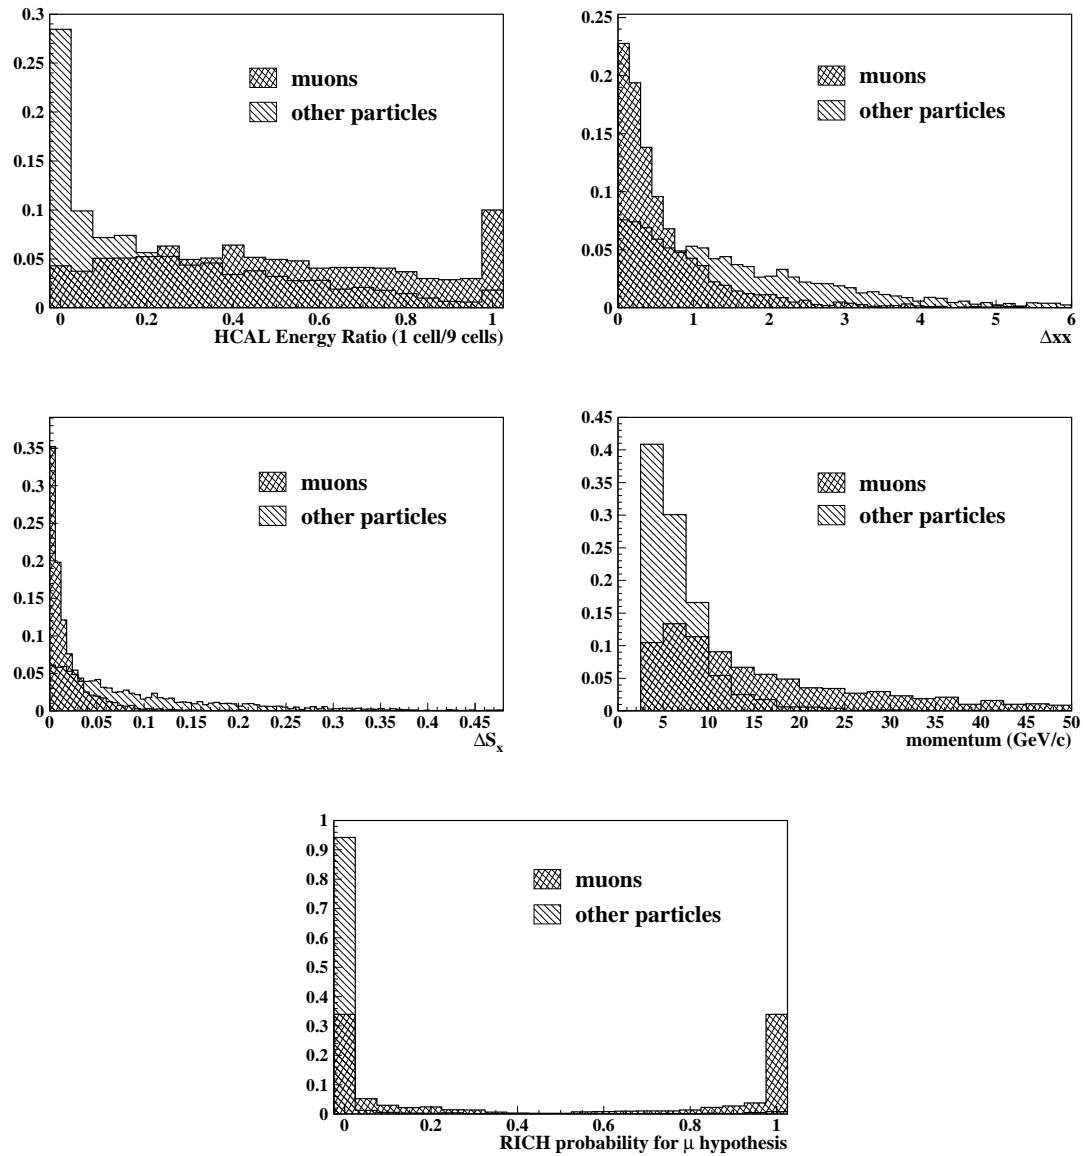 0.3
0.25
0.2
0.15
0.1
0.05
0
muons
other particles
0 0.2 0.4 0.6 0.8 1
HCAL Energy Ratio (1 cell/9 cells)
0.25
0.2
0.15
0.1
0.05
0
muons
other particles
0 1 2 3 4 5 6
Δxx
0.35
0.3
0.25
0.2
0.15
0.1
0.05
0
muons
other particles
0 0.05 0.1 0.15 0.2 0.25 0.3 0.35 0.4 0.45
ΔSx
0.45
0.4
0.35
0.3
0.25
0.2
0.15
0.1
0.05
0
muons
other particles
0 5 10 15 20 25 30 35 40 45 50
momentum (GeV/c)
1
0.9
0.8
0.7
0.6
0.5
0.4
0.3
0.2
0.1
0
muons
other particles
0 0.2 0.4 0.6 0.8 1
RICH probability for μ hypothesis